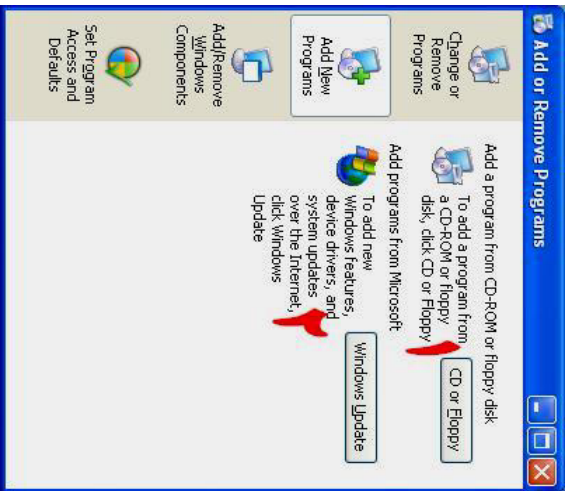 Add or Remove Programs
Change or
Remove
Programs
Add New
Programs
Add/Remove
Windows
Components
Set Program
Access and
Defaults
Add a program from CD-ROM or floppy disk
To add a program from
a CD-ROM or floppy
disk, click CD or Floppy
CD or Floppy
Add programs from Microsoft
To add new
Windows features,
device drivers, and
system updates
over the Internet,
click Windows
Update
Windows Update